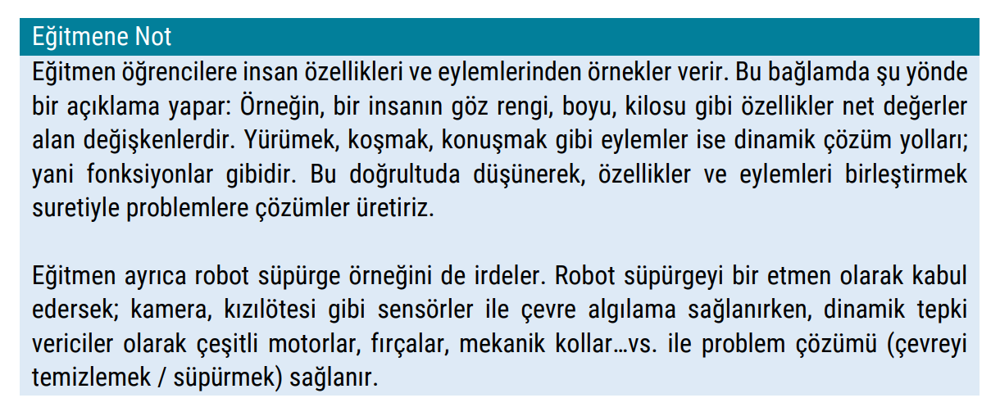 Eğitmene Not
Eğitmen öğrencilere insan özellikleri ve eylemlerinden örnekler verir. Bu bağlamda şu yönde
bir açıklama yapar: Örneğin, bir insanın göz rengi, boyu, kilosu gibi özellikler net değerler
alan değişkenlerdir. Yürümek, koşmak, konuşmak gibi eylemler ise dinamik çözüm yolları;
yani fonksiyonlar gibidir. Bu doğrultuda düşünerek, özellikler ve eylemleri birleştirmek
suretiyle problemlere çözümler üretiriz.
Eğitmen ayrıca robot süpürge örneğini de irdeler. Robot süpürgeyi bir etmen olarak kabul
edersek; kamera, kızılötesi gibi sensörler ile çevre algılama sağlanırken, dinamik tepki
vericiler olarak çeşitli motorlar, fırçalar, mekanik kollar…vs. ile problem çözümü (çevreyi
temizlemek / süpürmek) sağlanır.